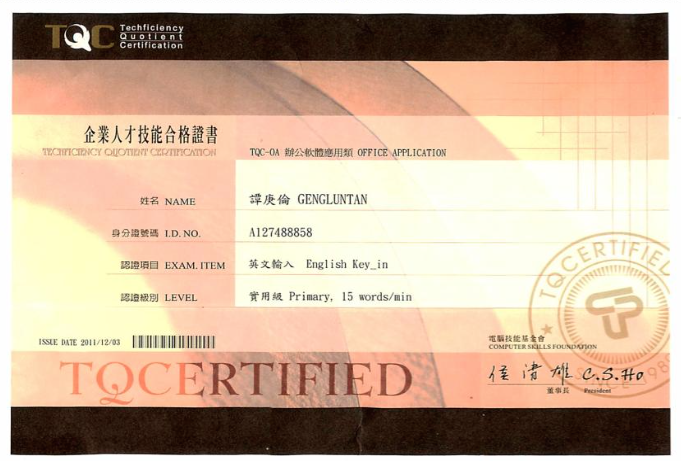 TQC Techficiency
Quotient
Certification
企業人才技能合格證書
TECHFICIENCY QUOTIENT CERTIFICATION
TQC-OA 辦公軟體應用類 OFFICE APPLICATION
姓名 NAME 譚庚倫 GENGLUNTAN
身分證號碼 I.D. NO. A127488858
認證項目 EXAM. ITEM 英文輸入 English Key_in
認證級別 LEVEL 實用級 Primary, 15 words/min
TQCERTIFIED
SINCE 1989
ISSUE DATE 2011/12/03
電腦技能基金會
COMPUTER SKILLS FOUNDATION
TQCERTIFIED
C.S.Ho
董事長 President